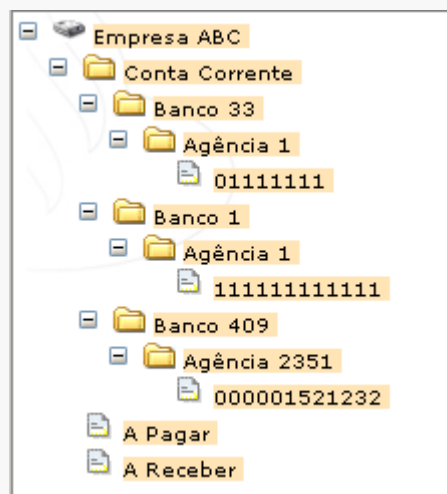 Empresa ABC
Conta Corrente
Banco 33
Agência 1
01111111
Banco 1
Agência 1
111111111111
Banco 409
Agência 2351
000001521232
A Pagar
A Receber